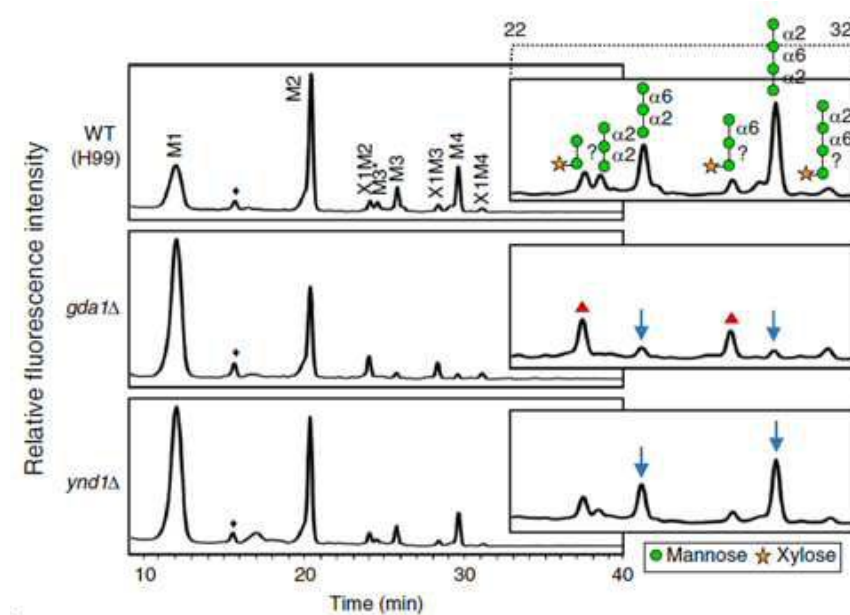 22 32
α2
α6
α2
α6
α2
α2
α2
?
α6
?
α2
α6
?
WT
(H99)
M1
M2
X1M2
M3'
M3
X1M3
M4
X1M4
gda1Δ
ynd1Δ
Relative fluorescence intensity
10 20 30 40
Time (min)
Mannose Xylose